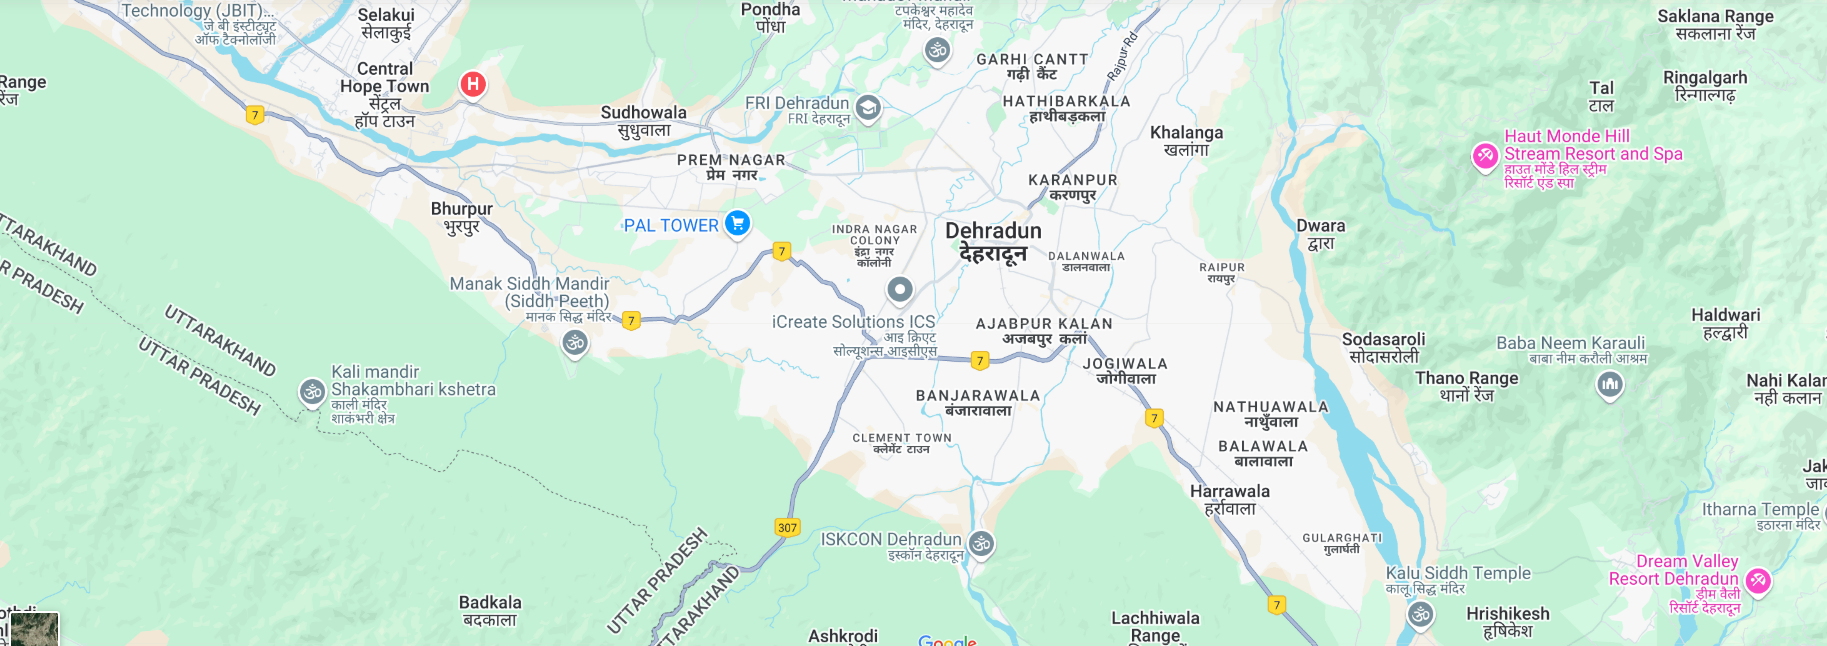 Technology (JBIT)...
जे बी इंस्टीट्यूट
ऑफ़ टैक्नोलॉजी
Selakui
सेलाकुई
Pondha
पोंधा
टपकेश्वर महादेव
मंदिर, देहरादून
Saklana Range
सकलाना रेंज
Range
रेंज
Central
Hope Town
सेंट्रल
हॉप टाउन
H
GARHI CANTT
गढ़ी कैंट
Rajpur Rd
Tal
टाल
Ringalgarh
रिन्गाल्गढ़
7
Sudhowala
सुधुवाला
FRI Dehradun
FRI देहरादून
HATHIBARKALA
हाथीबड़कला
Khalanga
खलांगा
Haut Monde Hill
Stream Resort and Spa
हाउत मोंडे हिल स्ट्रीम
रिसॉर्ट एंड स्पा
PREM NAGAR
प्रेम नगर
KARANPUR
करणपुर
Bhurpur
भुरपुर
PAL TOWER
INDRA NAGAR
COLONY
इंद्रा नगर
कॉलोनी
Dehradun
देहरादून
Dwara
द्वारा
UTTARAKHAND
R PRADESH
7
DALANWALA
डालनवाला
RAIPUR
रायपुर
Manak Siddh Mandir
(Siddh Peeth)
मानक सिद्ध मंदिर
7
UTTARAKHAND
UTTAR PRADESH
iCreate Solutions ICS
आइ क्रिएट
सोल्यूशन्स आइसीएस
AJABPUR KALAN
अजबपुर कलां
Haldwari
हल्द्वारी
Sodasaroli
सोदासरोली
Baba Neem Karauli
बाबा नीम करौली आश्रम
7
JOGIWALA
जोगीवाला
Kali mandir
Shakambhari kshetra
काली मंदिर
शाकंभरी क्षेत्र
Thano Range
थानों रेंज
Nahi Kalan
नही कलान
BANJARAWALA
बंजारावाला
7
NATHUAWALA
नाथुँवाला
CLEMENT TOWN
क्लेमेंट टाउन
BALAWALA
बालावाला
Harrawala
हर्रावाला
Itharna Temple
इठारना मंदिर
307
ISKCON Dehradun
इस्कॉन देहरादून
GULARGHATI
गुलार्घती
UTTAR PRADESH
UTTARAKHAND
Kalu Siddh Temple
कालू सिद्ध मंदिर
Dream Valley
Resort Dehradun
ड्रीम वैली
रिसॉर्ट देहरादून
Badkala
बदकाला
7
Hrishikesh
हृषिकेश
Lachhiwala
Range
Ashkrodi
Google